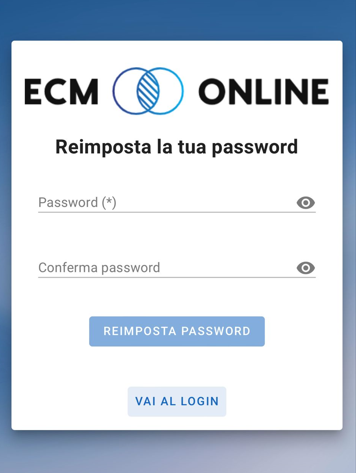 ECM ONLINE
Reimposta la tua password
Password (*)
Conferma password
REIMPOSTA PASSWORD
VAI AL LOGIN